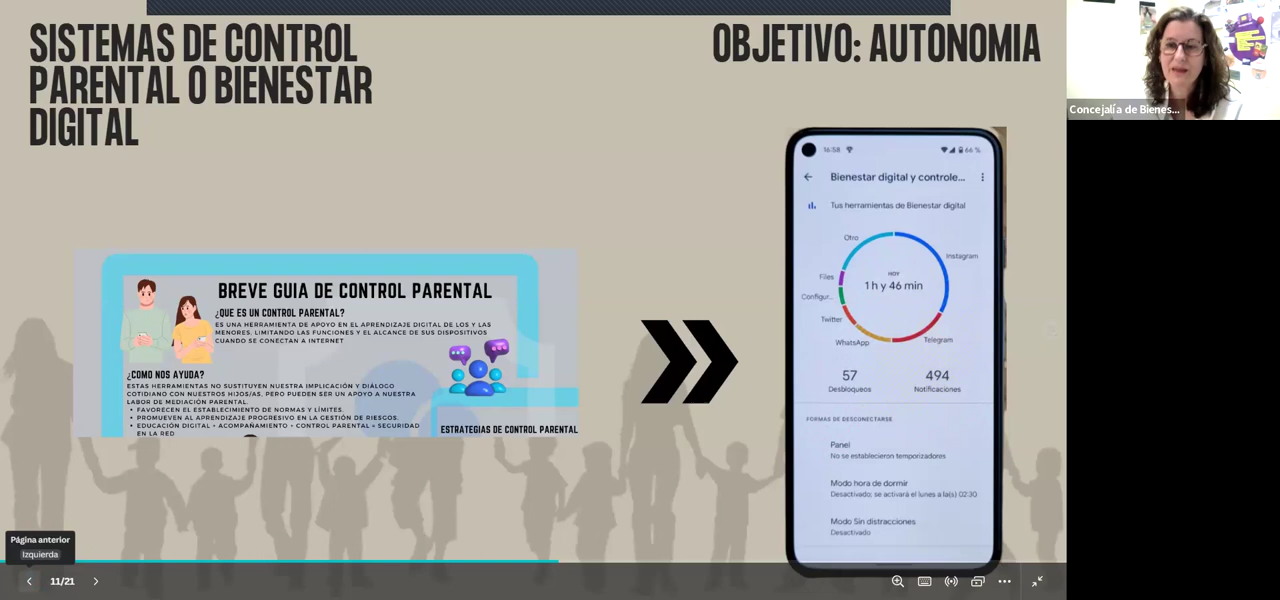 SISTEMAS DE CONTROL
PARENTAL O BIENESTAR
DIGITAL
OBJETIVO: AUTONOMIA
BREVE GUIA DE CONTROL PARENTAL
¿QUE ES UN CONTROL PARENTAL?
ES UNA HERRAMIENTA DE APOYO EN EL APRENDIZAJE DIGITAL DE LOS Y LAS
MENORES, LIMITANDO LAS FUNCIONES Y EL ALCANCE DE SUS DISPOSITIVOS
CUANDO SE CONECTAN A INTERNET
¿COMO NOS AYUDA?
ESTAS HERRAMIENTAS NO SUSTITUYEN NUESTRA IMPLICACIÓN Y DIÁLOGO
COTIDIANO CON NUESTROS HIJOS/AS, PERO PUEDEN SER UN APOYO A NUESTRA
LABOR DE MEDIACIÓN PARENTAL.
• FAVORECEN EL ESTABLECIMIENTO DE NORMAS Y LÍMITES
• PROMUEVEN AL APRENDIZAJE PROGRESIVO EN LA GESTIÓN DE RIESGOS.
• EDUCACIÓN DIGITAL + ACOMPAÑAMIENTO + CONTROL PARENTAL = SEGURIDAD
EN LA RED
ESTRATEGIAS DE CONTROL PARENTAL
16:58
66 %
Bienestar digital y controle...
Tus herramientas de Bienestar digital
Otro
Instagram
Files
HOY
1 h y 46 min
Configur...
Twitter
WhatsApp
Telegram
57
Desbloqueos
494
Notificaciones
FORMAS DE DESCONECTARSE
Panel
No se establecieron temporizadores
Modo hora de dormir
Desactivado; se activará el lunes a la(s) 02:30
Modo Sin distracciones
Desactivado
Concejalía de Bienes...
Página anterior
Izquierda
11/21